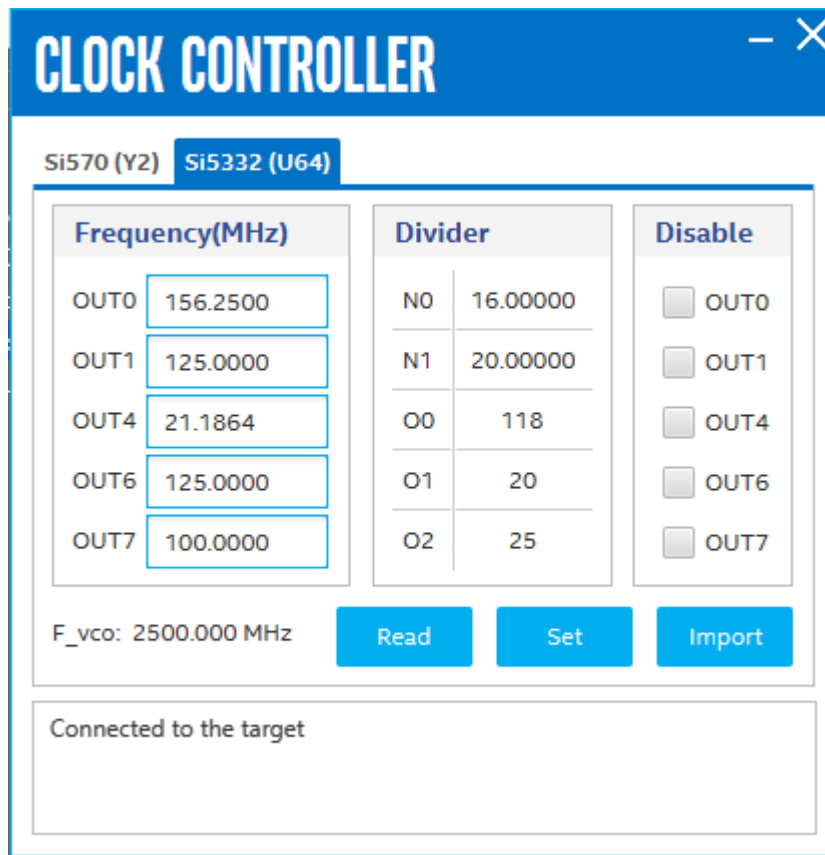 CLOCK CONTROLLER
Si570 (Y2) Si5332 (U64)
Frequency(MHz) Divider Disable
OUT0 156.2500 N0 16.00000 OUT0
OUT1 125.0000 N1 20.00000 OUT1
OUT4 21.1864 O0 118 OUT4
OUT6 125.0000 O1 20 OUT6
OUT7 100.0000 O2 25 OUT7
F_vco: 2500.000 MHz Read Set Import
Connected to the target